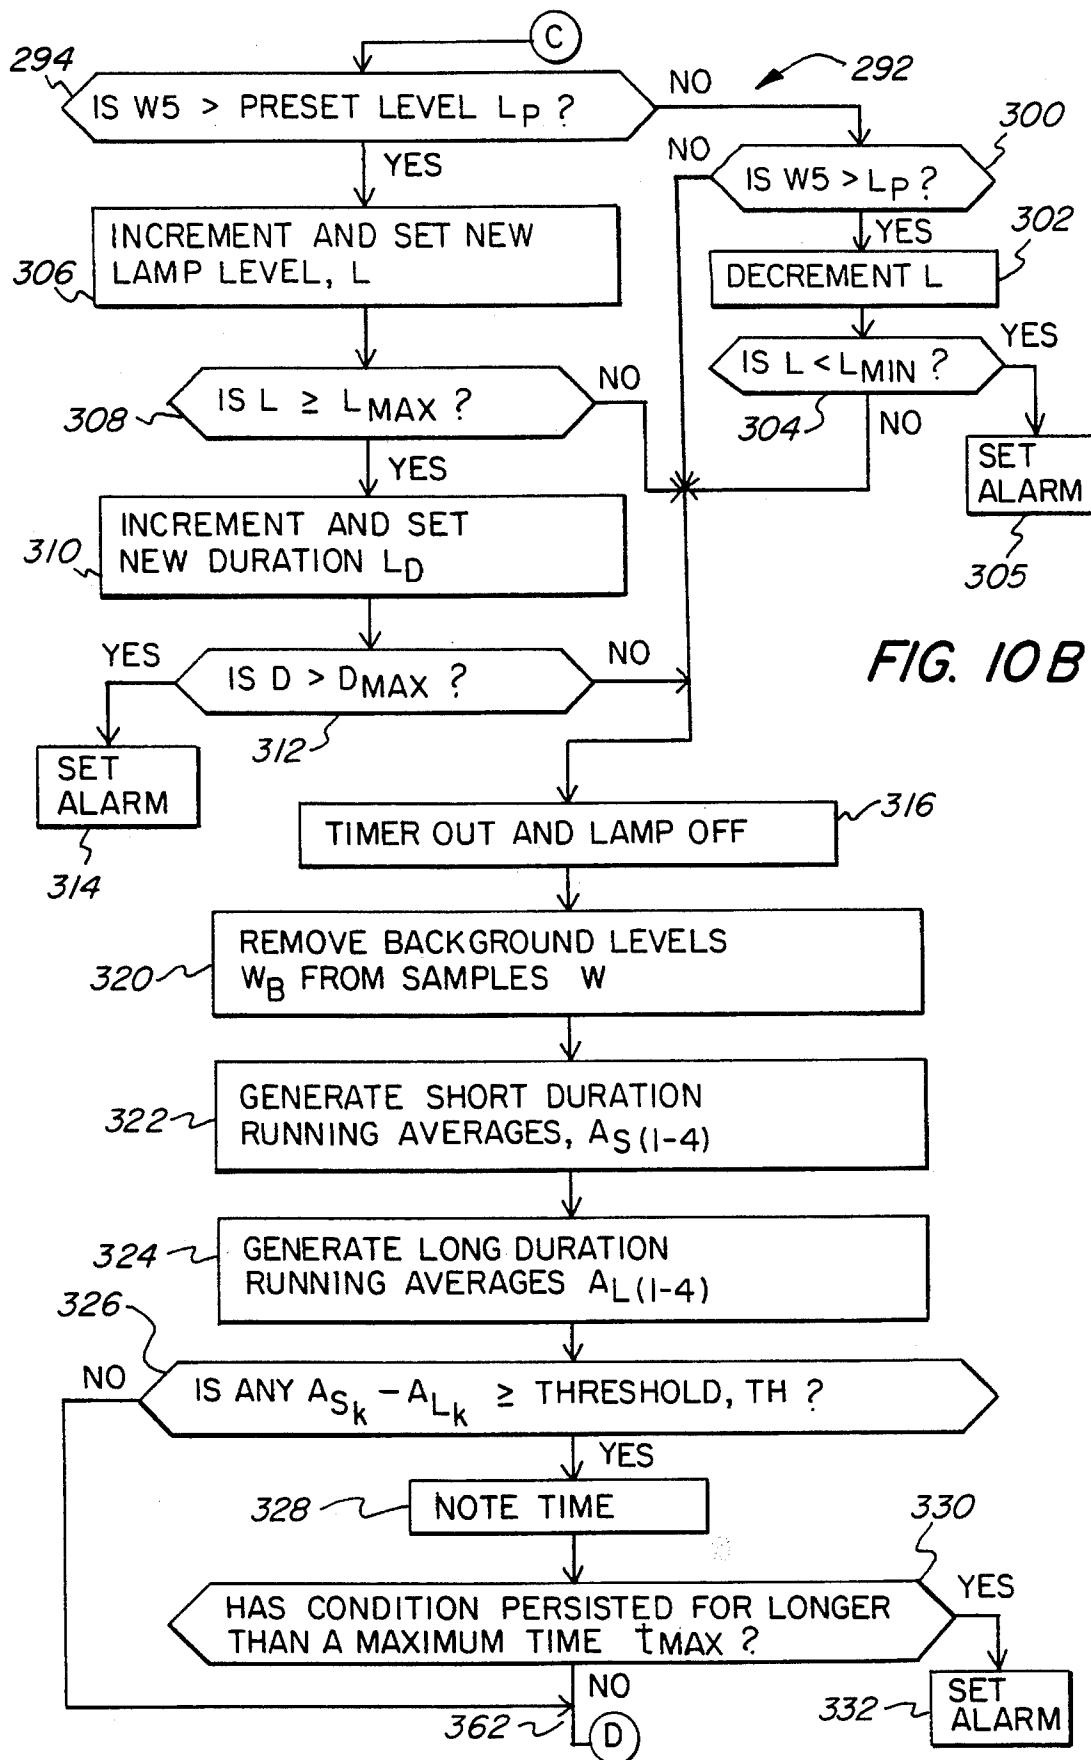 C
294
IS W5 > PRESET LEVEL LP ?
NO
292
YES
300
NO
IS W5 > LP ?
YES
302
DECREMENT L
INCREMENT AND SET NEW
LAMP LEVEL, L
306
YES
IS L < LMIN ?
304
NO
IS L ≥ LMAX ?
NO
308
YES
SET
ALARM
305
INCREMENT AND SET
NEW DURATION LD
310
FIG. 10B
YES
IS D > DMAX ?
NO
312
SET
ALARM
314
316
TIMER OUT AND LAMP OFF
REMOVE BACKGROUND LEVELS
WB FROM SAMPLES W
320
GENERATE SHORT DURATION
RUNNING AVERAGES, AS(1-4)
322
GENERATE LONG DURATION
RUNNING AVERAGES AL(1-4)
324
326
NO
IS ANY ASk - ALk ≥ THRESHOLD, TH ?
YES
328
NOTE TIME
330
HAS CONDITION PERSISTED FOR LONGER
THAN A MAXIMUM TIME tMAX ?
YES
NO
362
D
332
SET
ALARM